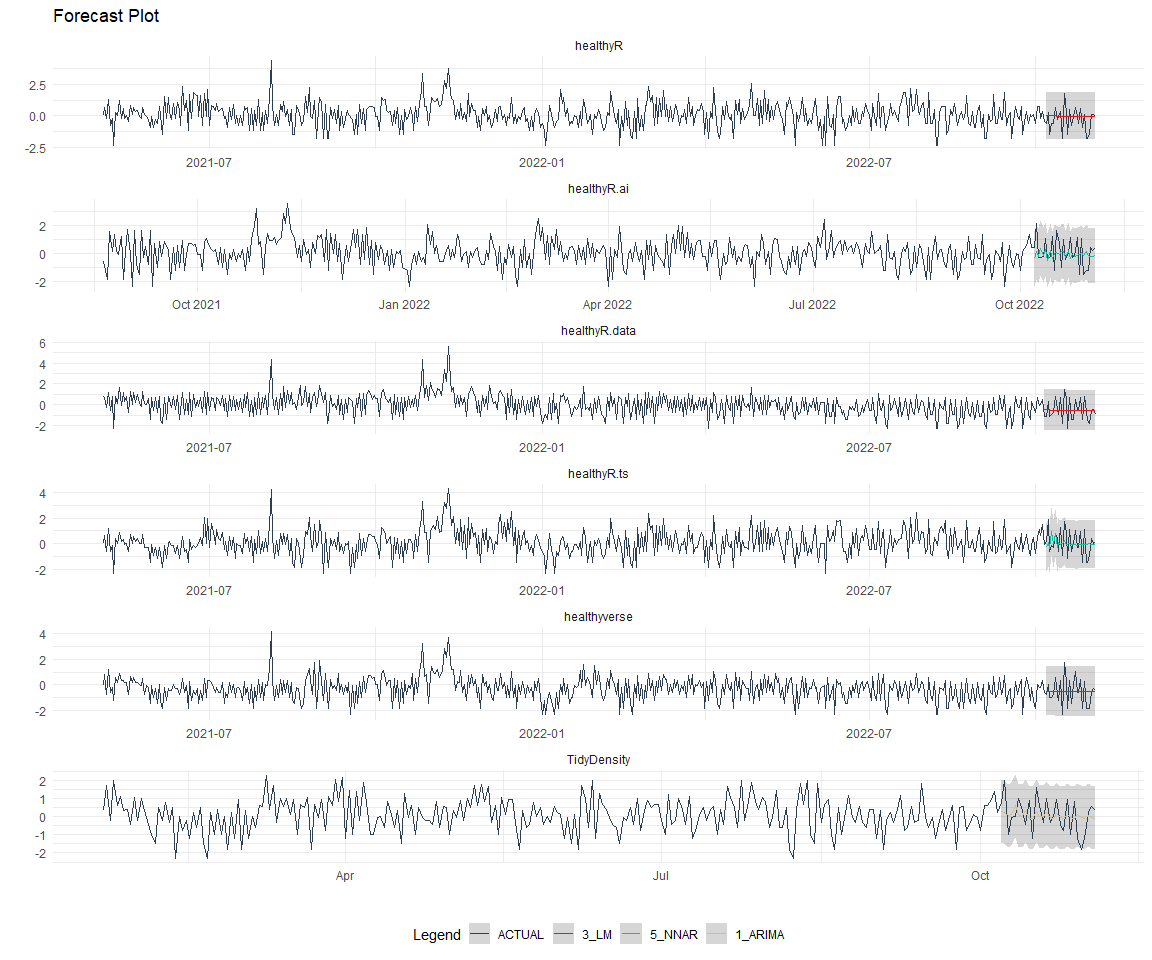 Forecast Plot
healthyR
2.5
0.0
-2.5
2021-07 2022-01 2022-07
healthyR.ai
2
0
-2
Oct 2021 Jan 2022 Apr 2022 Jul 2022 Oct 2022
healthyR.data
6
4
2
0
-2
2021-07 2022-01 2022-07
healthyR.ts
4
2
0
-2
2021-07 2022-01 2022-07
healthyverse
4
2
0
-2
2021-07 2022-01 2022-07
TidyDensity
2
1
0
-1
-2
Apr Jul Oct
Legend ACTUAL 3_LM 5_NNAR 1_ARIMA